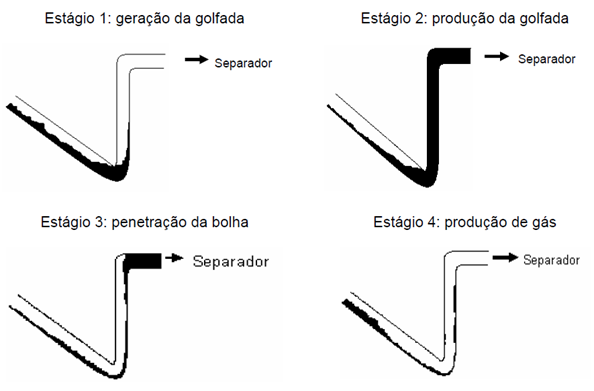 Estágio 1: geração da golfada
Separador
Estágio 2: produção da golfada
Separador
Estágio 3: penetração da bolha
Separador
Estágio 4: produção de gás
Separador